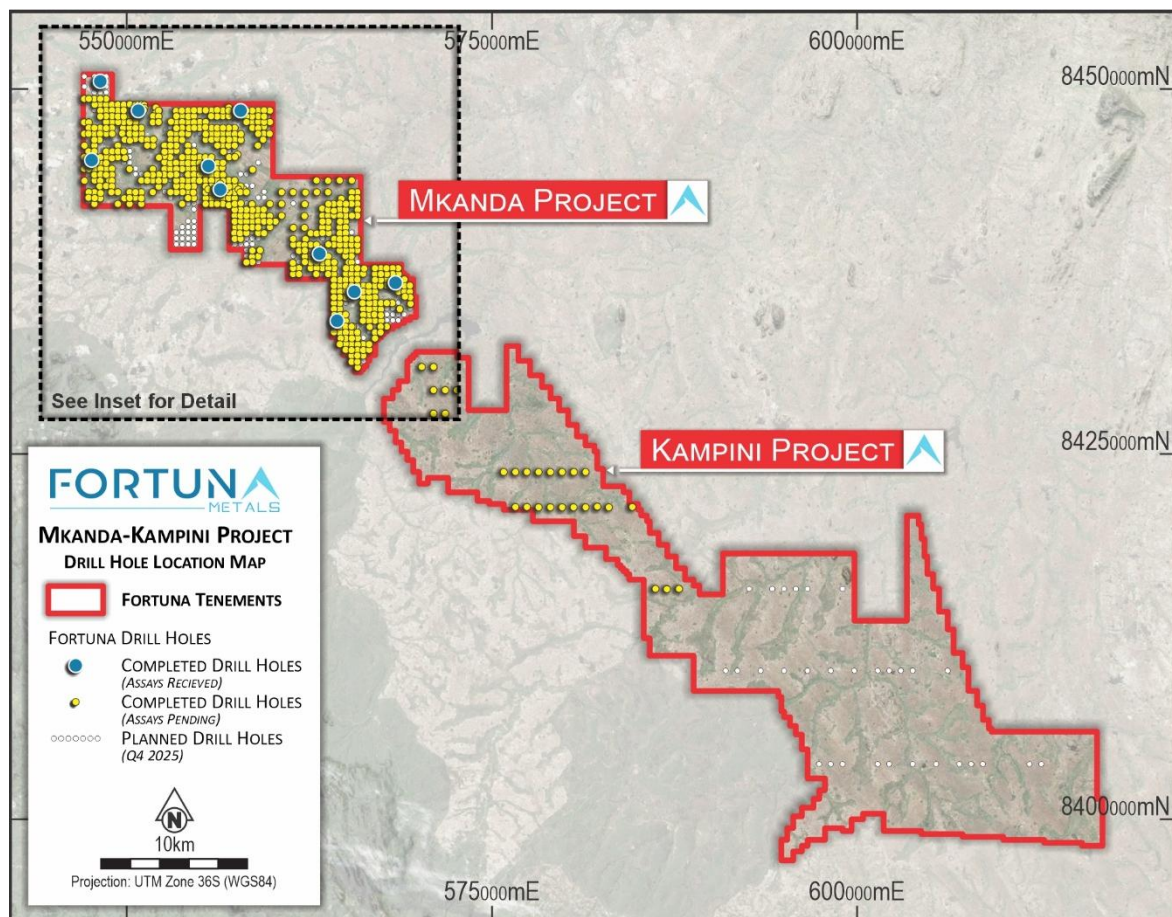 550000mE
575000mE
600000mE
8450000mN
MKANDA PROJECT
See Inset for Detail
KAMPINI PROJECT
8425000mN
FORTUNA
METALS
MKANDA-KAMPINI PROJECT
DRILL HOLE LOCATION MAP
FORTUNA TENEMENTS
FORTUNA DRILL HOLES
COMPLETED DRILL HOLES
(ASSAYS RECIEVED)
COMPLETED DRILL HOLES
(ASSAYS PENDING)
PLANNED DRILL HOLES
(Q4 2025)
N
10km
Projection: UTM Zone 36S (WGS84)
8400000mN
575000mE
600000mE